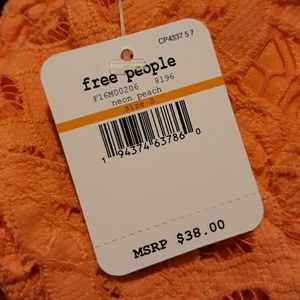 CP4337 5 7
free people
F16M00206 8196
neon peach
size S
1 94374 63786 0
MSRP $38.00